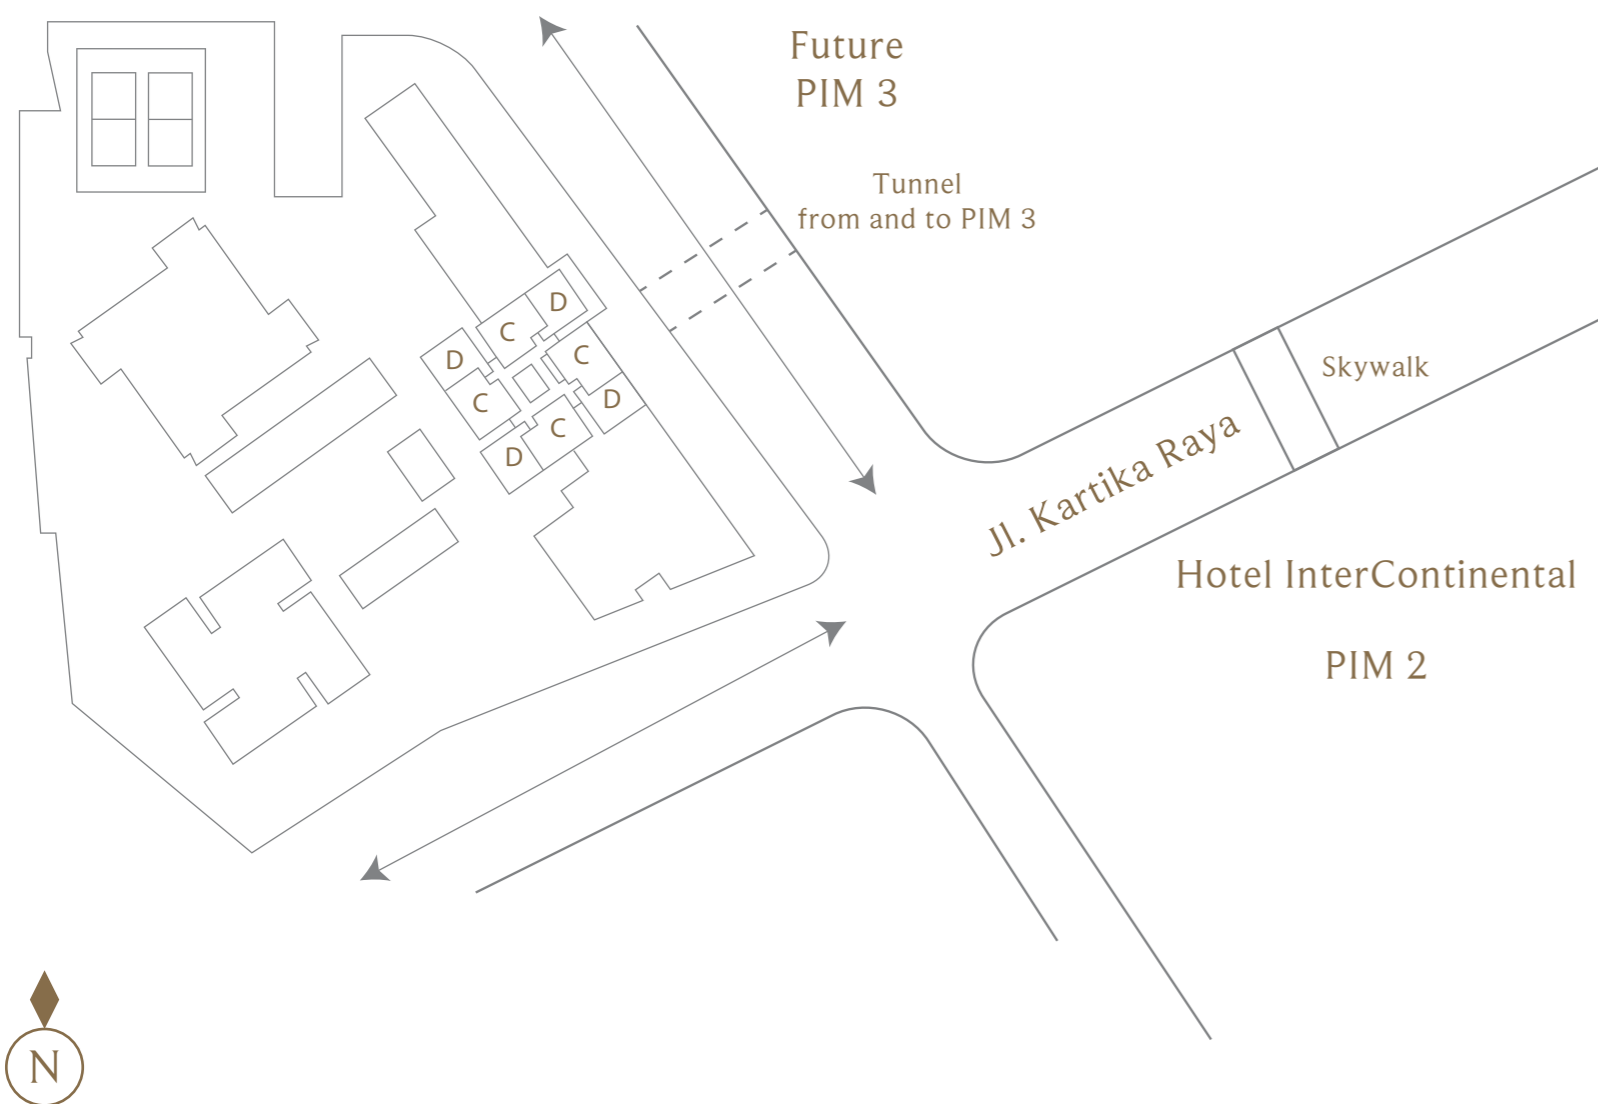 Future
PIM 3
Tunnel
from and to PIM 3
D
C
D
C
C
D
C
D
Skywalk
Jl. Kartika Raya
Hotel InterContinental
PIM 2
N